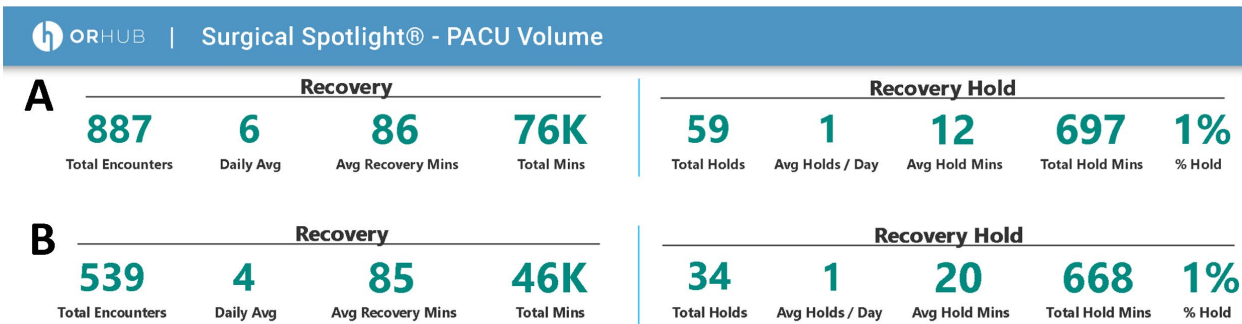 h ORHUB | Surgical Spotlight® - PACU Volume
A
Recovery
887 6 86 76K
Total Encounters Daily Avg Avg Recovery Mins Total Mins
Recovery Hold
59 1 12 697 1%
Total Holds Avg Holds / Day Avg Hold Mins Total Hold Mins % Hold
B
Recovery
539 4 85 46K
Total Encounters Daily Avg Avg Recovery Mins Total Mins
Recovery Hold
34 1 20 668 1%
Total Holds Avg Holds / Day Avg Hold Mins Total Hold Mins % Hold